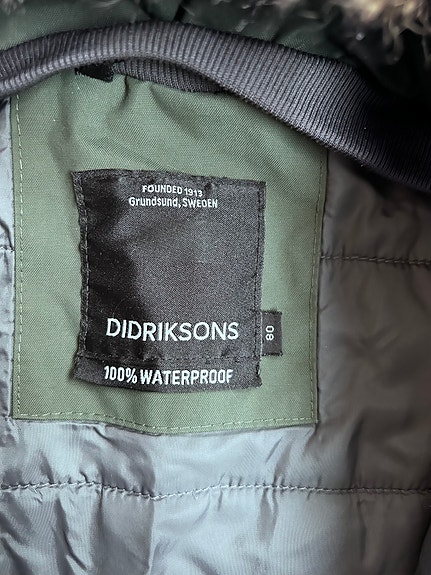 FOUNDED 1913
Grundsund, SWEDEN
DIDRIKSONS
80
100% WATERPROOF